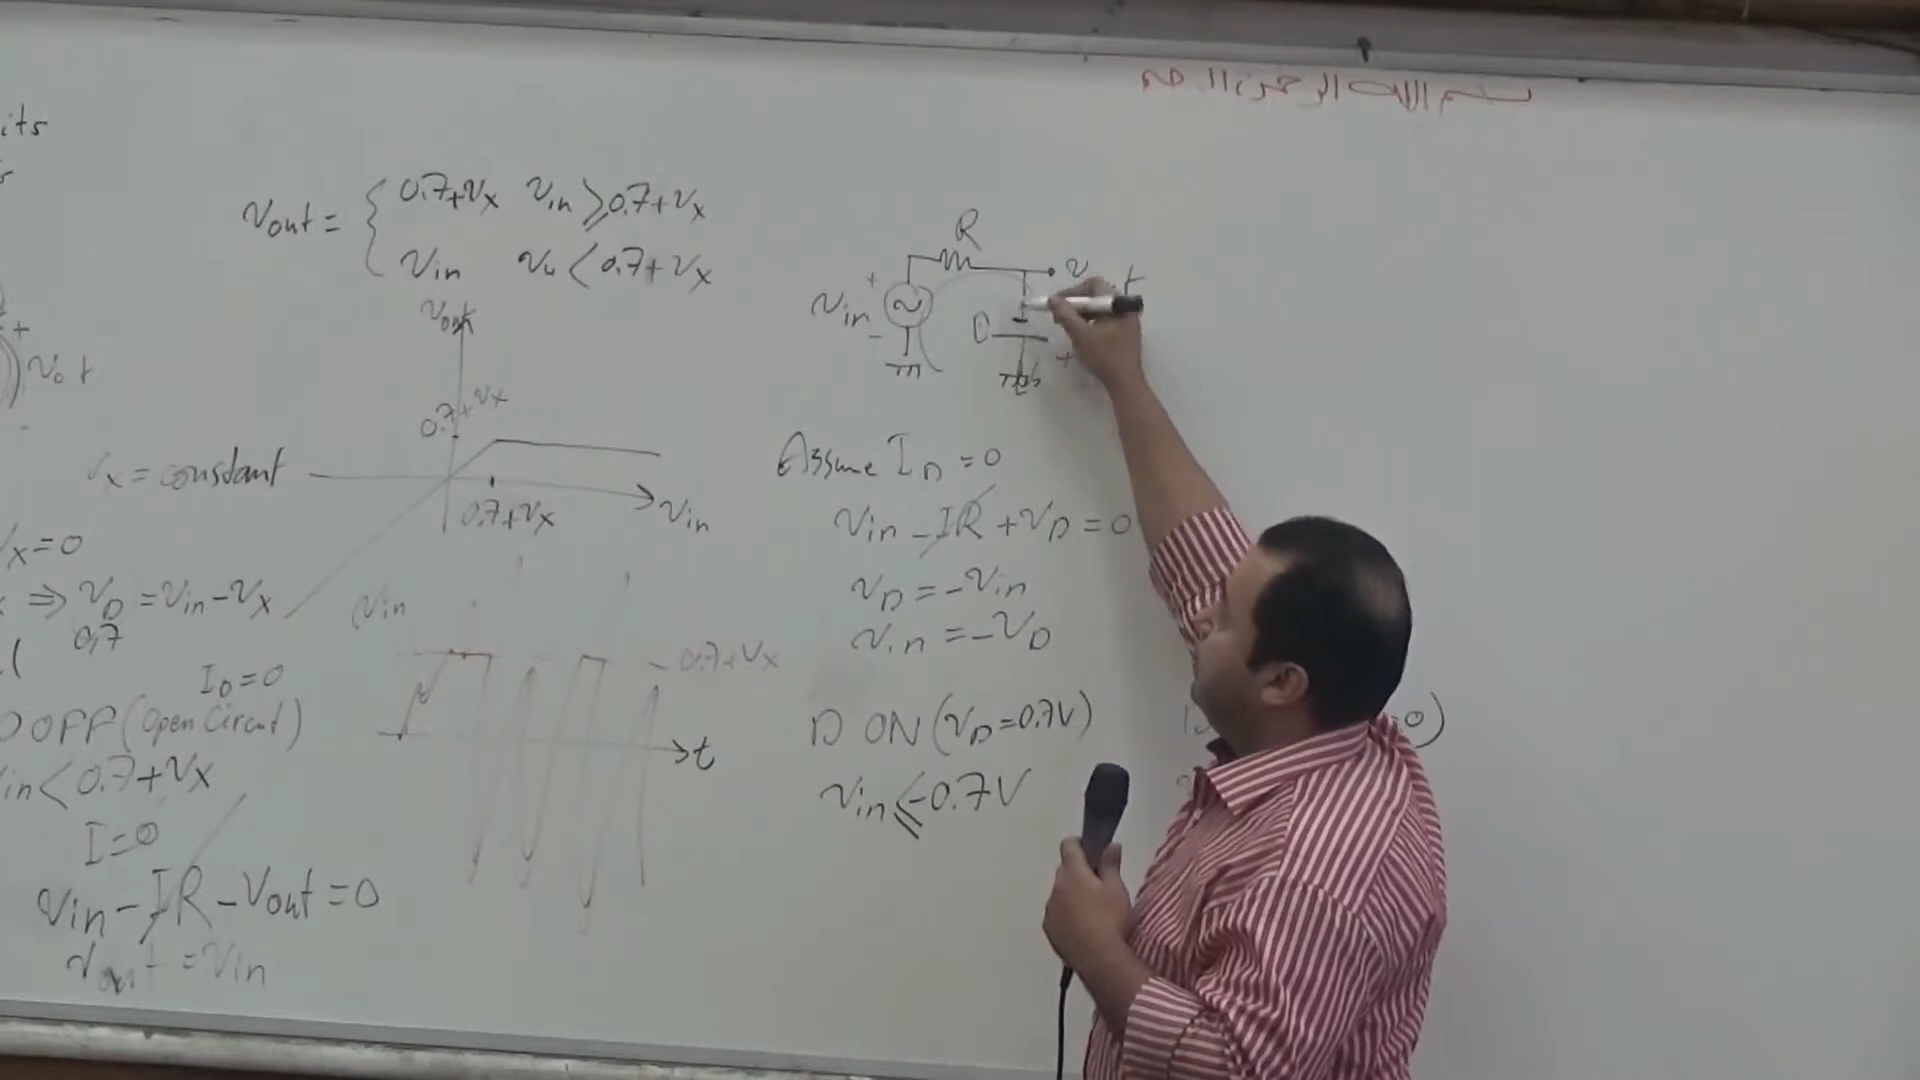 بسم الله الرحمن الرحيم
its
Vout = { 0.7+Vx Vin ≥ 0.7+Vx
Vin Vin < 0.7+Vx
Vout
0.7+Vx
Vx = constant
0.7+Vx
Vin
+
Vout
Vx=0
⇒ VD = Vin-Vx
0,7
ID=0
D OFF (Open Circuit)
Vin < 0.7+Vx
I=0
Vin - IR - Vout = 0
Vout = Vin
Vin
0.7+Vx
t
R
+
Vin
-
D
+
Assume ID = 0
Vin - IR + VD = 0
VD = -Vin
Vin = -VD
D ON (VD = 0.7V)
Vin ≤ -0.7V
=0)